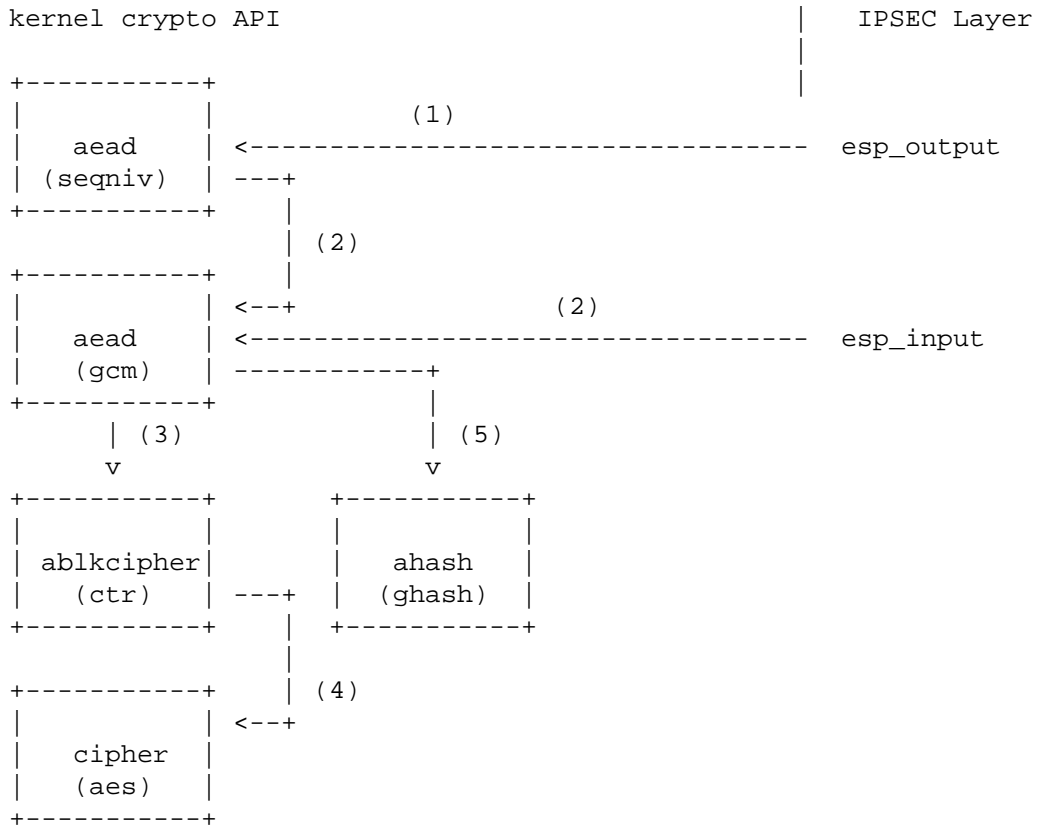 kernel crypto API | IPSEC Layer
|
+-----------+ |
| | (1)
| aead | <----------------------------------- esp_output
| (seqniv) | ---+
+-----------+ |
| (2)
+-----------+ |
| | <--+ (2)
| aead | <----------------------------------- esp_input
| (gcm) | ------------+
+-----------+ |
| (3) | (5)
v v
+-----------+ +-----------+
| | | |
| ablkcipher| | ahash |
| (ctr) | ---+ | (ghash) |
+-----------+ | +-----------+
|
+-----------+ | (4)
| | <--+
| cipher |
| (aes) |
+-----------+